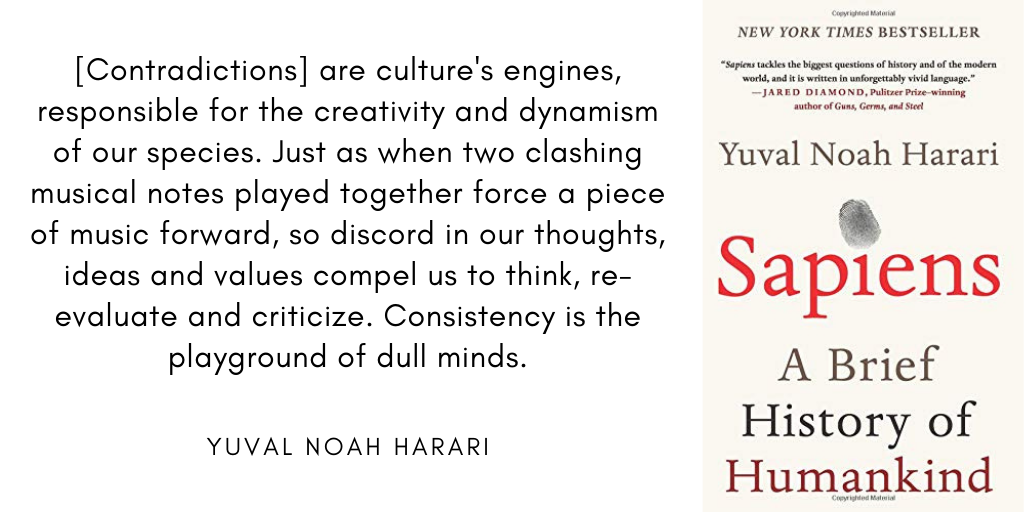 [Contradictions] are culture's engines,
responsible for the creativity and dynamism
of our species. Just as when two clashing
musical notes played together force a piece
of music forward, so discord in our thoughts,
ideas and values compel us to think, re-
evaluate and criticize. Consistency is the
playground of dull minds.
YUVAL NOAH HARARI
Copyrighted Material
NEW YORK TIMES BESTSELLER
“Sapiens tackles the biggest questions of history and of the modern
world, and it is written in unforgettably vivid language.”
—JARED DIAMOND, Pulitzer Prize–winning
author of Guns, Germs, and Steel
Yuval Noah Harari
Sapiens
A Brief
History of
Humankind
Copyrighted Material